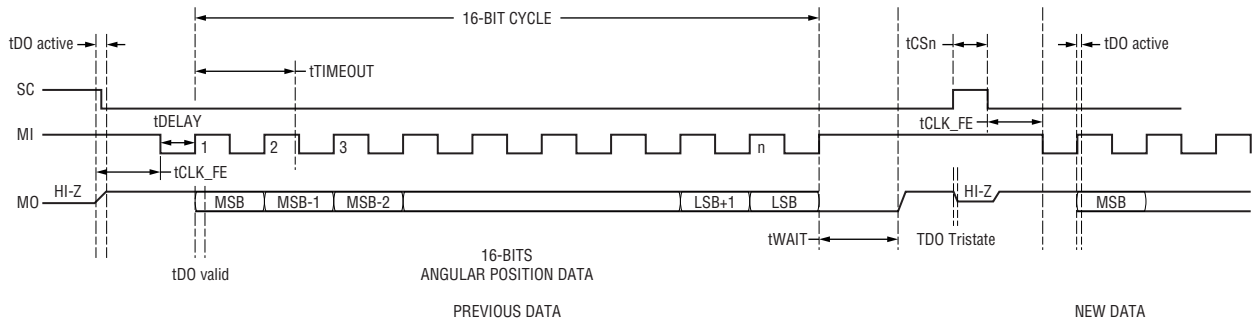 16-BIT CYCLE
tDO active
tCSn
tDO active
tTIMEOUT
SC
tDELAY
tCLK_FE
MI
1
2
3
n
tCLK_FE
HI-Z
HI-Z
MO
MSB
MSB-1
MSB-2
LSB+1
LSB
MSB
tWAIT
TDO Tristate
tDO valid
16-BITS
ANGULAR POSITION DATA
PREVIOUS DATA
NEW DATA